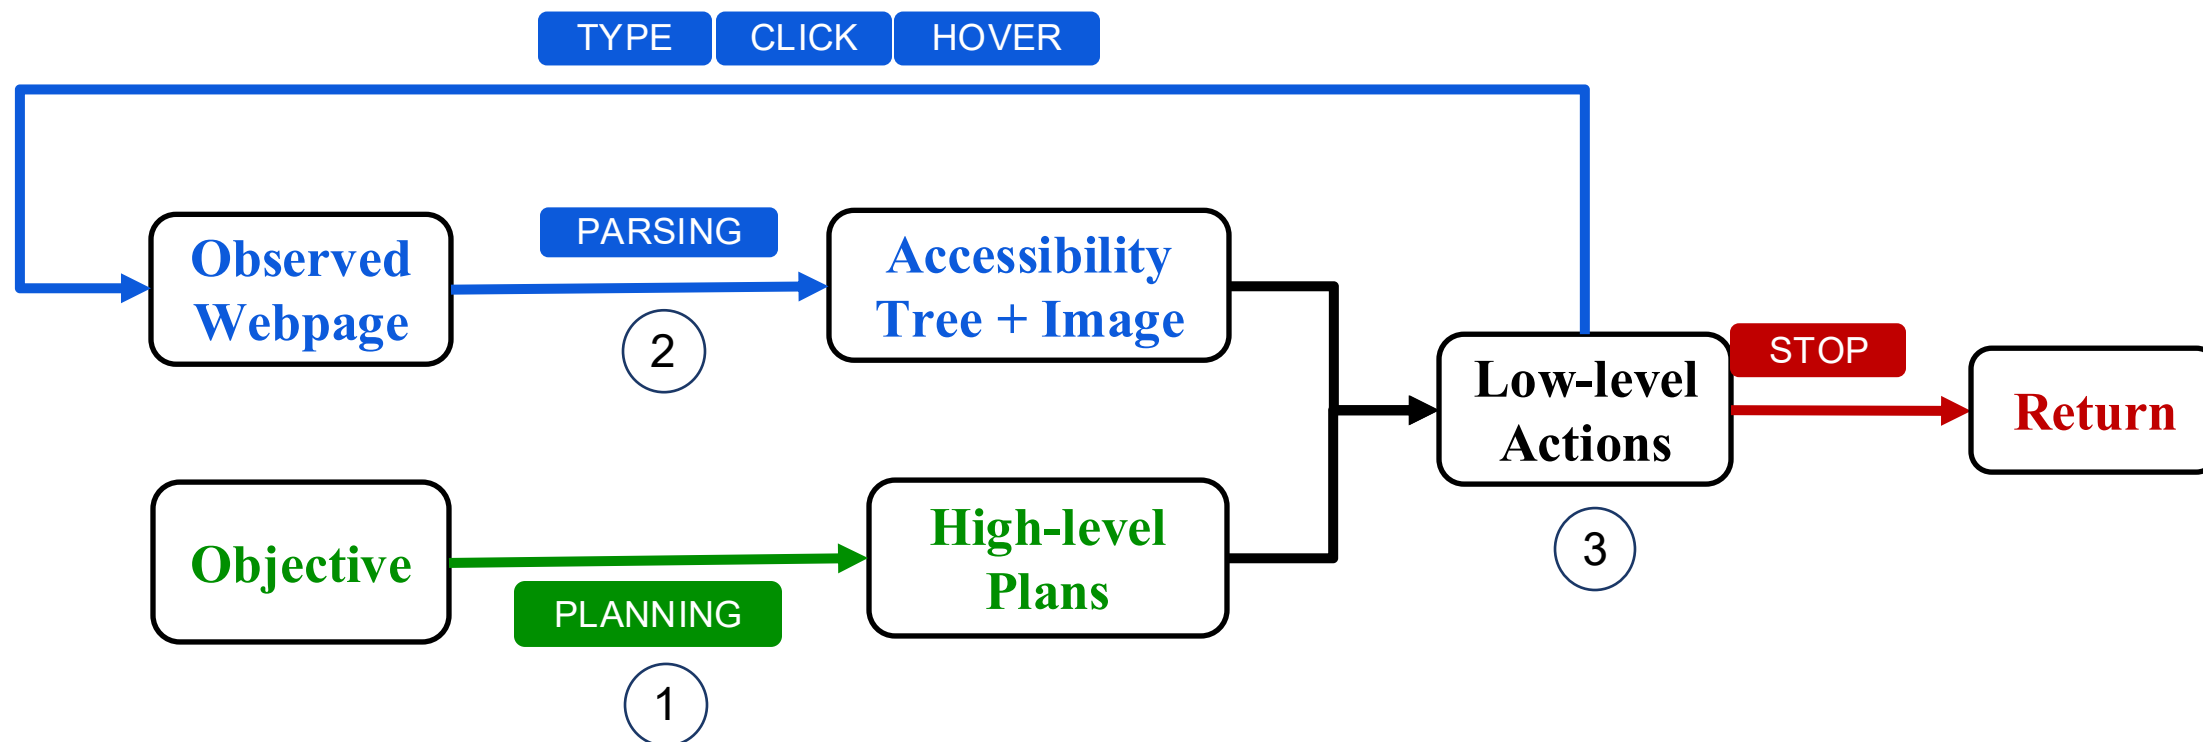 TYPE CLICK HOVER
Observed
Webpage
PARSING
2
Accessibility
Tree + Image
Low-level
Actions
3
STOP
Return
Objective
PLANNING
1
High-level
Plans